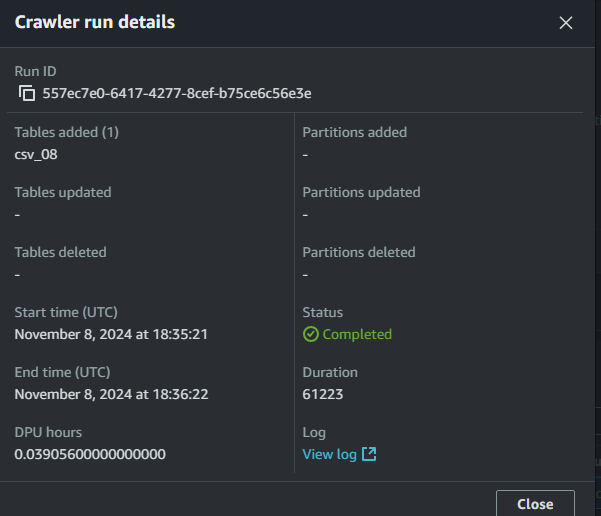 Crawler run details
Run ID
557ec7e0-6417-4277-8cef-b75ce6c56e3e
Tables added (1)
csv_08
Partitions added
-
Tables updated
-
Partitions updated
-
Tables deleted
-
Partitions deleted
-
Start time (UTC)
November 8, 2024 at 18:35:21
Status
Completed
End time (UTC)
November 8, 2024 at 18:36:22
Duration
61223
DPU hours
0.03905600000000000
Log
View log
Close